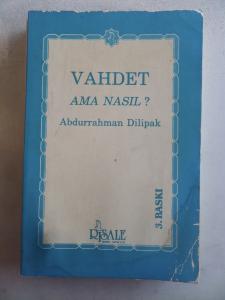 VAHDET
AMA NASIL ?
Abdurrahman Dilipak
3. BASKI
RİSALE